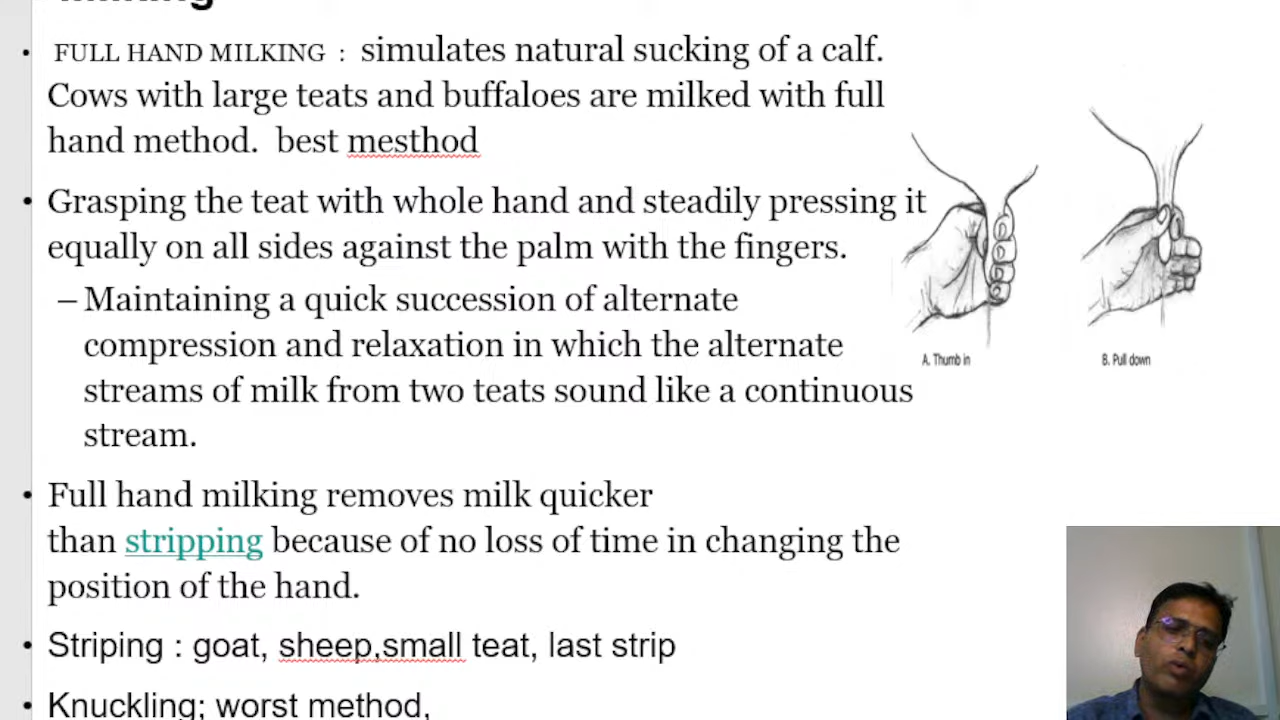 • FULL HAND MILKING : simulates natural sucking of a calf.
Cows with large teats and buffaloes are milked with full
hand method. best mesthod
• Grasping the teat with whole hand and steadily pressing it
equally on all sides against the palm with the fingers.
– Maintaining a quick succession of alternate
compression and relaxation in which the alternate
streams of milk from two teats sound like a continuous
stream.
• Full hand milking removes milk quicker
than stripping because of no loss of time in changing the
position of the hand.
• Striping : goat, sheep,small teat, last strip
• Knuckling; worst method,
A. Thumb in
B. Pull down